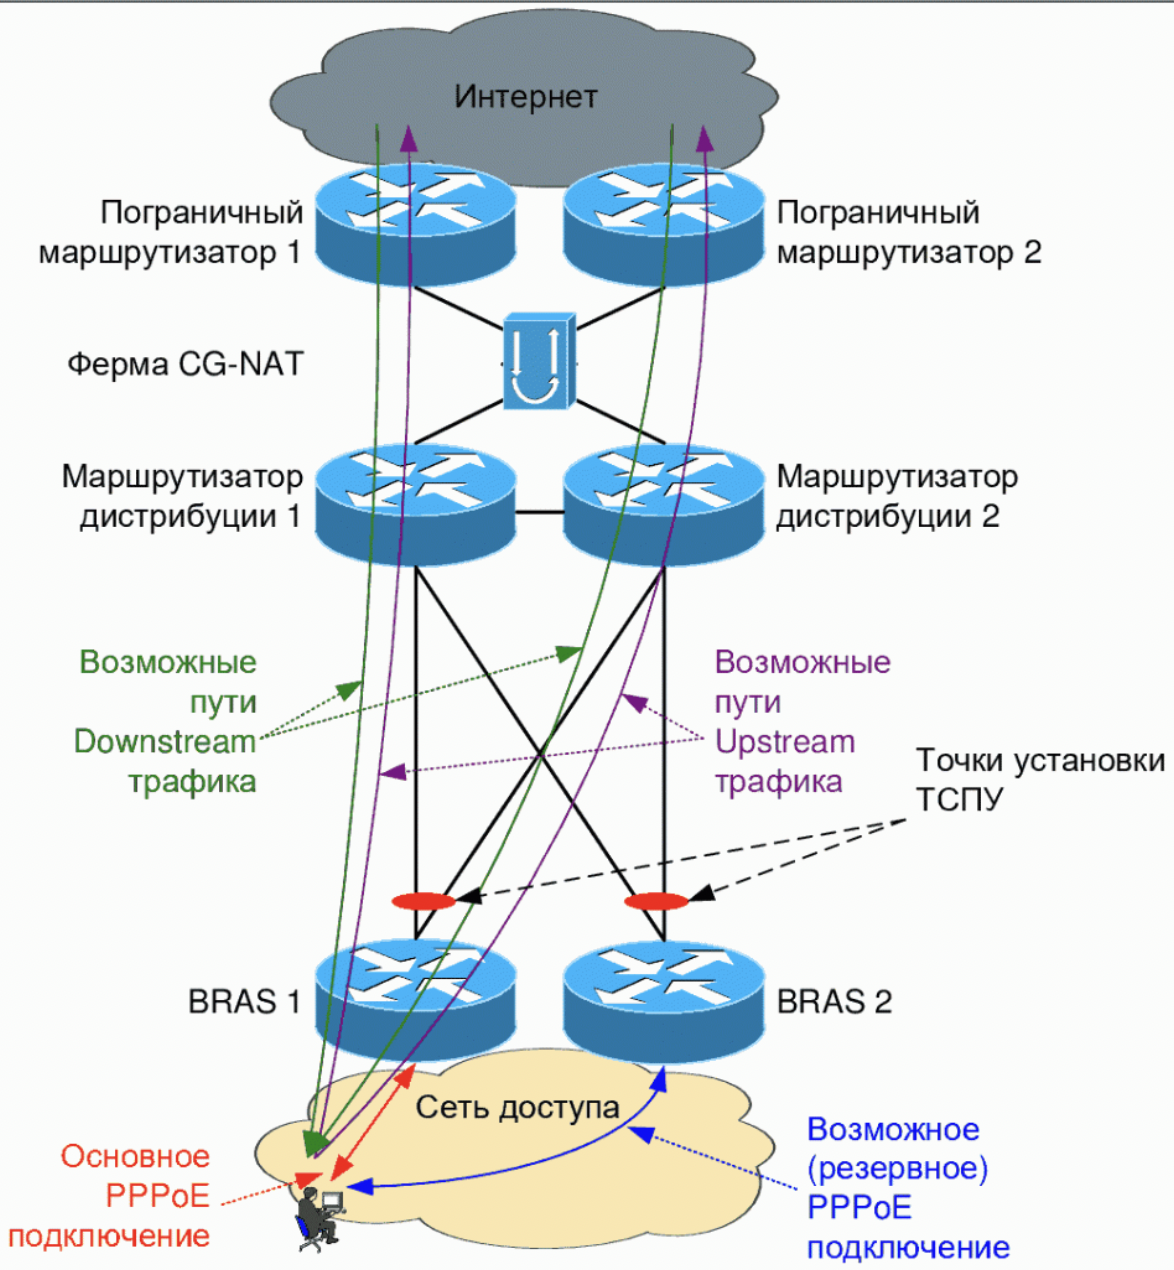 Интернет
Пограничный
маршрутизатор 1
Пограничный
маршрутизатор 2
Ферма CG-NAT
Маршрутизатор
дистрибуции 1
Маршрутизатор
дистрибуции 2
Возможные
пути
Downstream
трафика
Возможные
пути
Upstream
трафика
Точки установки
ТСПУ
BRAS 1
BRAS 2
Сеть доступа
Основное
PPPoE
подключение
Возможное
(резервное)
PPPoE
подключение